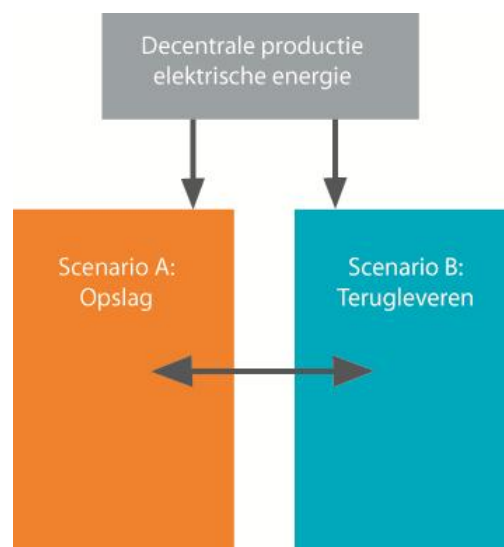 Decentrale productie
elektrische energie
Scenario A:
Opslag
Scenario B:
Terugleveren